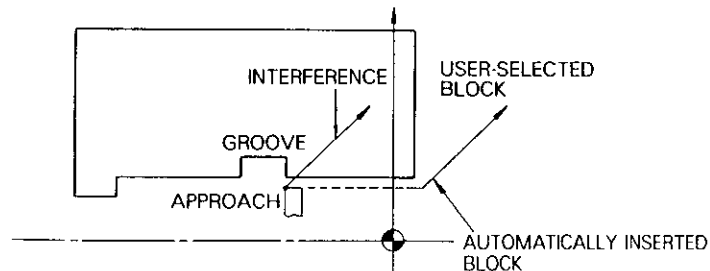 INTERFERENCE
USER-SELECTED
BLOCK
GROOVE
APPROACH
AUTOMATICALLY INSERTED
BLOCK